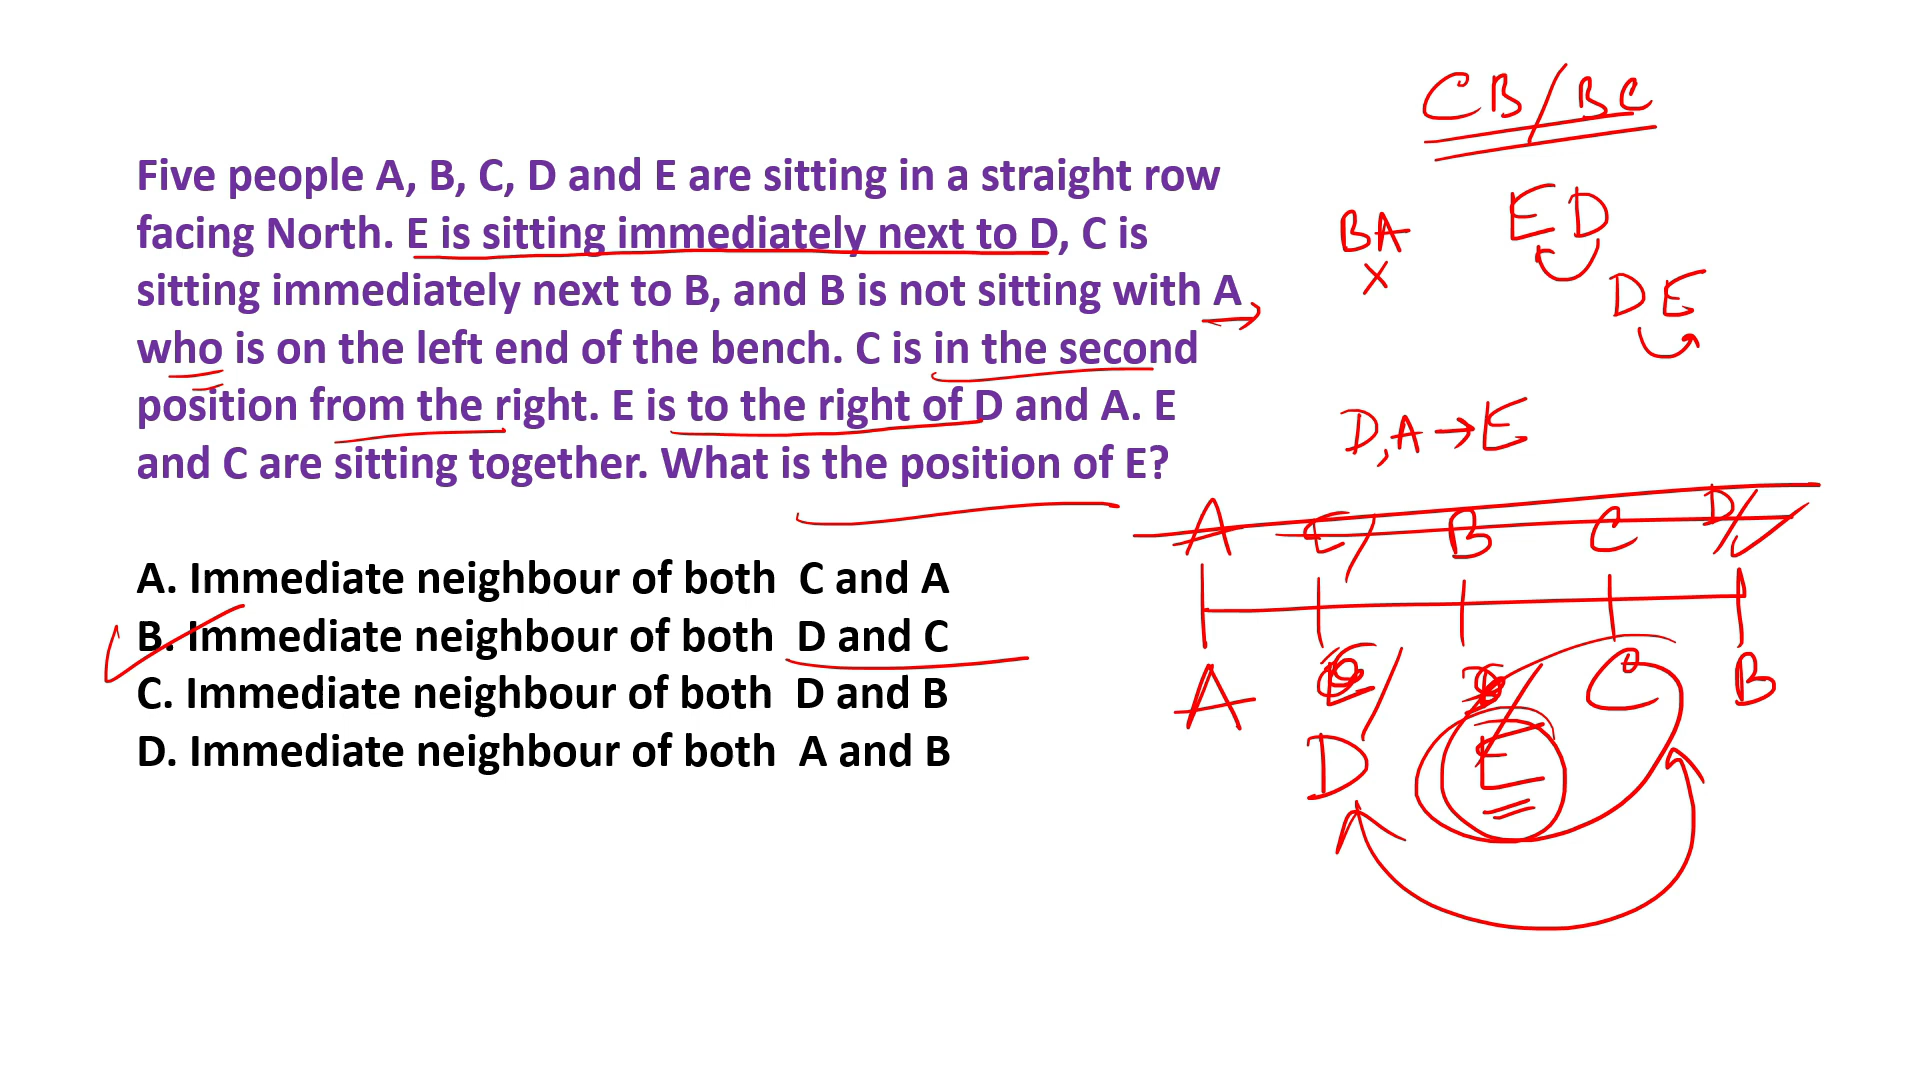 Five people A, B, C, D and E are sitting in a straight row
facing North. E is sitting immediately next to D, C is
sitting immediately next to B, and B is not sitting with A
who is on the left end of the bench. C is in the second
position from the right. E is to the right of D and A. E
and C are sitting together. What is the position of E?
A. Immediate neighbour of both C and A
B. Immediate neighbour of both D and C
C. Immediate neighbour of both D and B
D. Immediate neighbour of both A and B
CB/BC
BA
X
ED
DE
D, A → E
A B C D/
A C B
D E